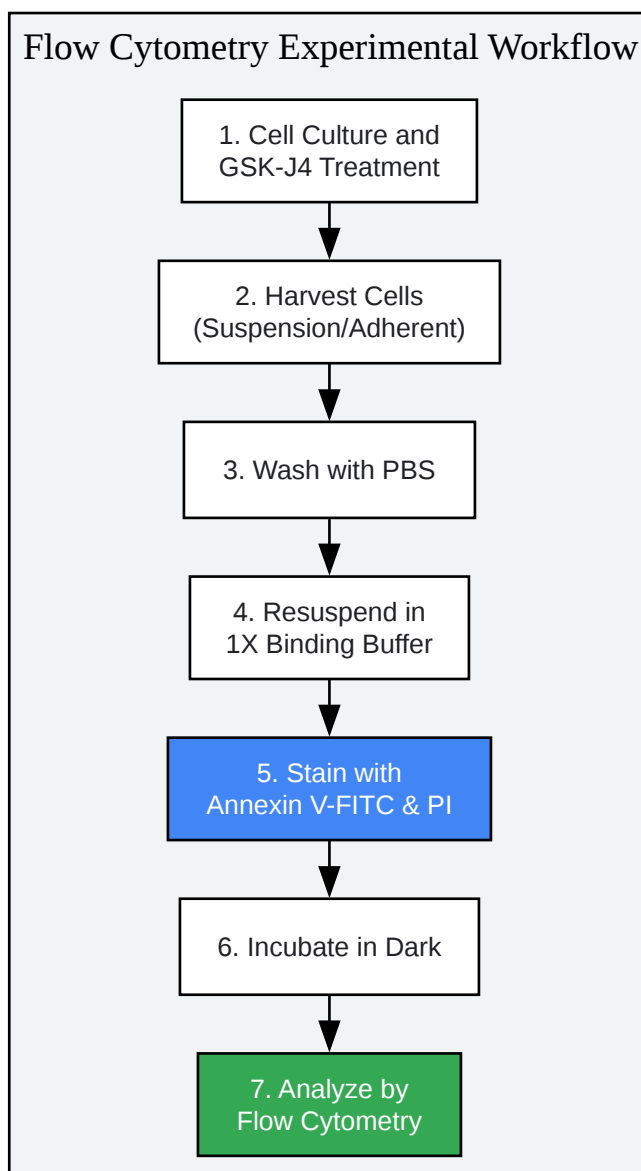 Flow Cytometry Experimental Workflow
1. Cell Culture and
GSK-J4 Treatment
2. Harvest Cells
(Suspension/Adherent)
3. Wash with PBS
4. Resuspend in
1X Binding Buffer
5. Stain with
Annexin V-FITC & PI
6. Incubate in Dark
7. Analyze by
Flow Cytometry